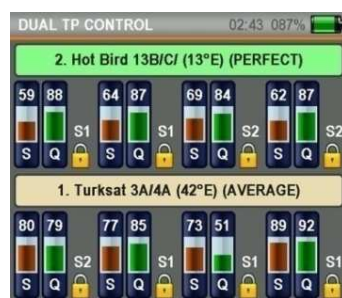 DUAL TP CONTROL 02:43 087%
2. Hot Bird 13B/C/ (13ºE) (PERFECT)
59 88 64 87 69 84 62 87
S1 S1 S2 S2
S Q S Q S Q S Q
1. Turksat 3A/4A (42ºE) (AVERAGE)
80 79 77 85 73 51 89 92
S2 S1 S1 S1
S Q S Q S Q S Q